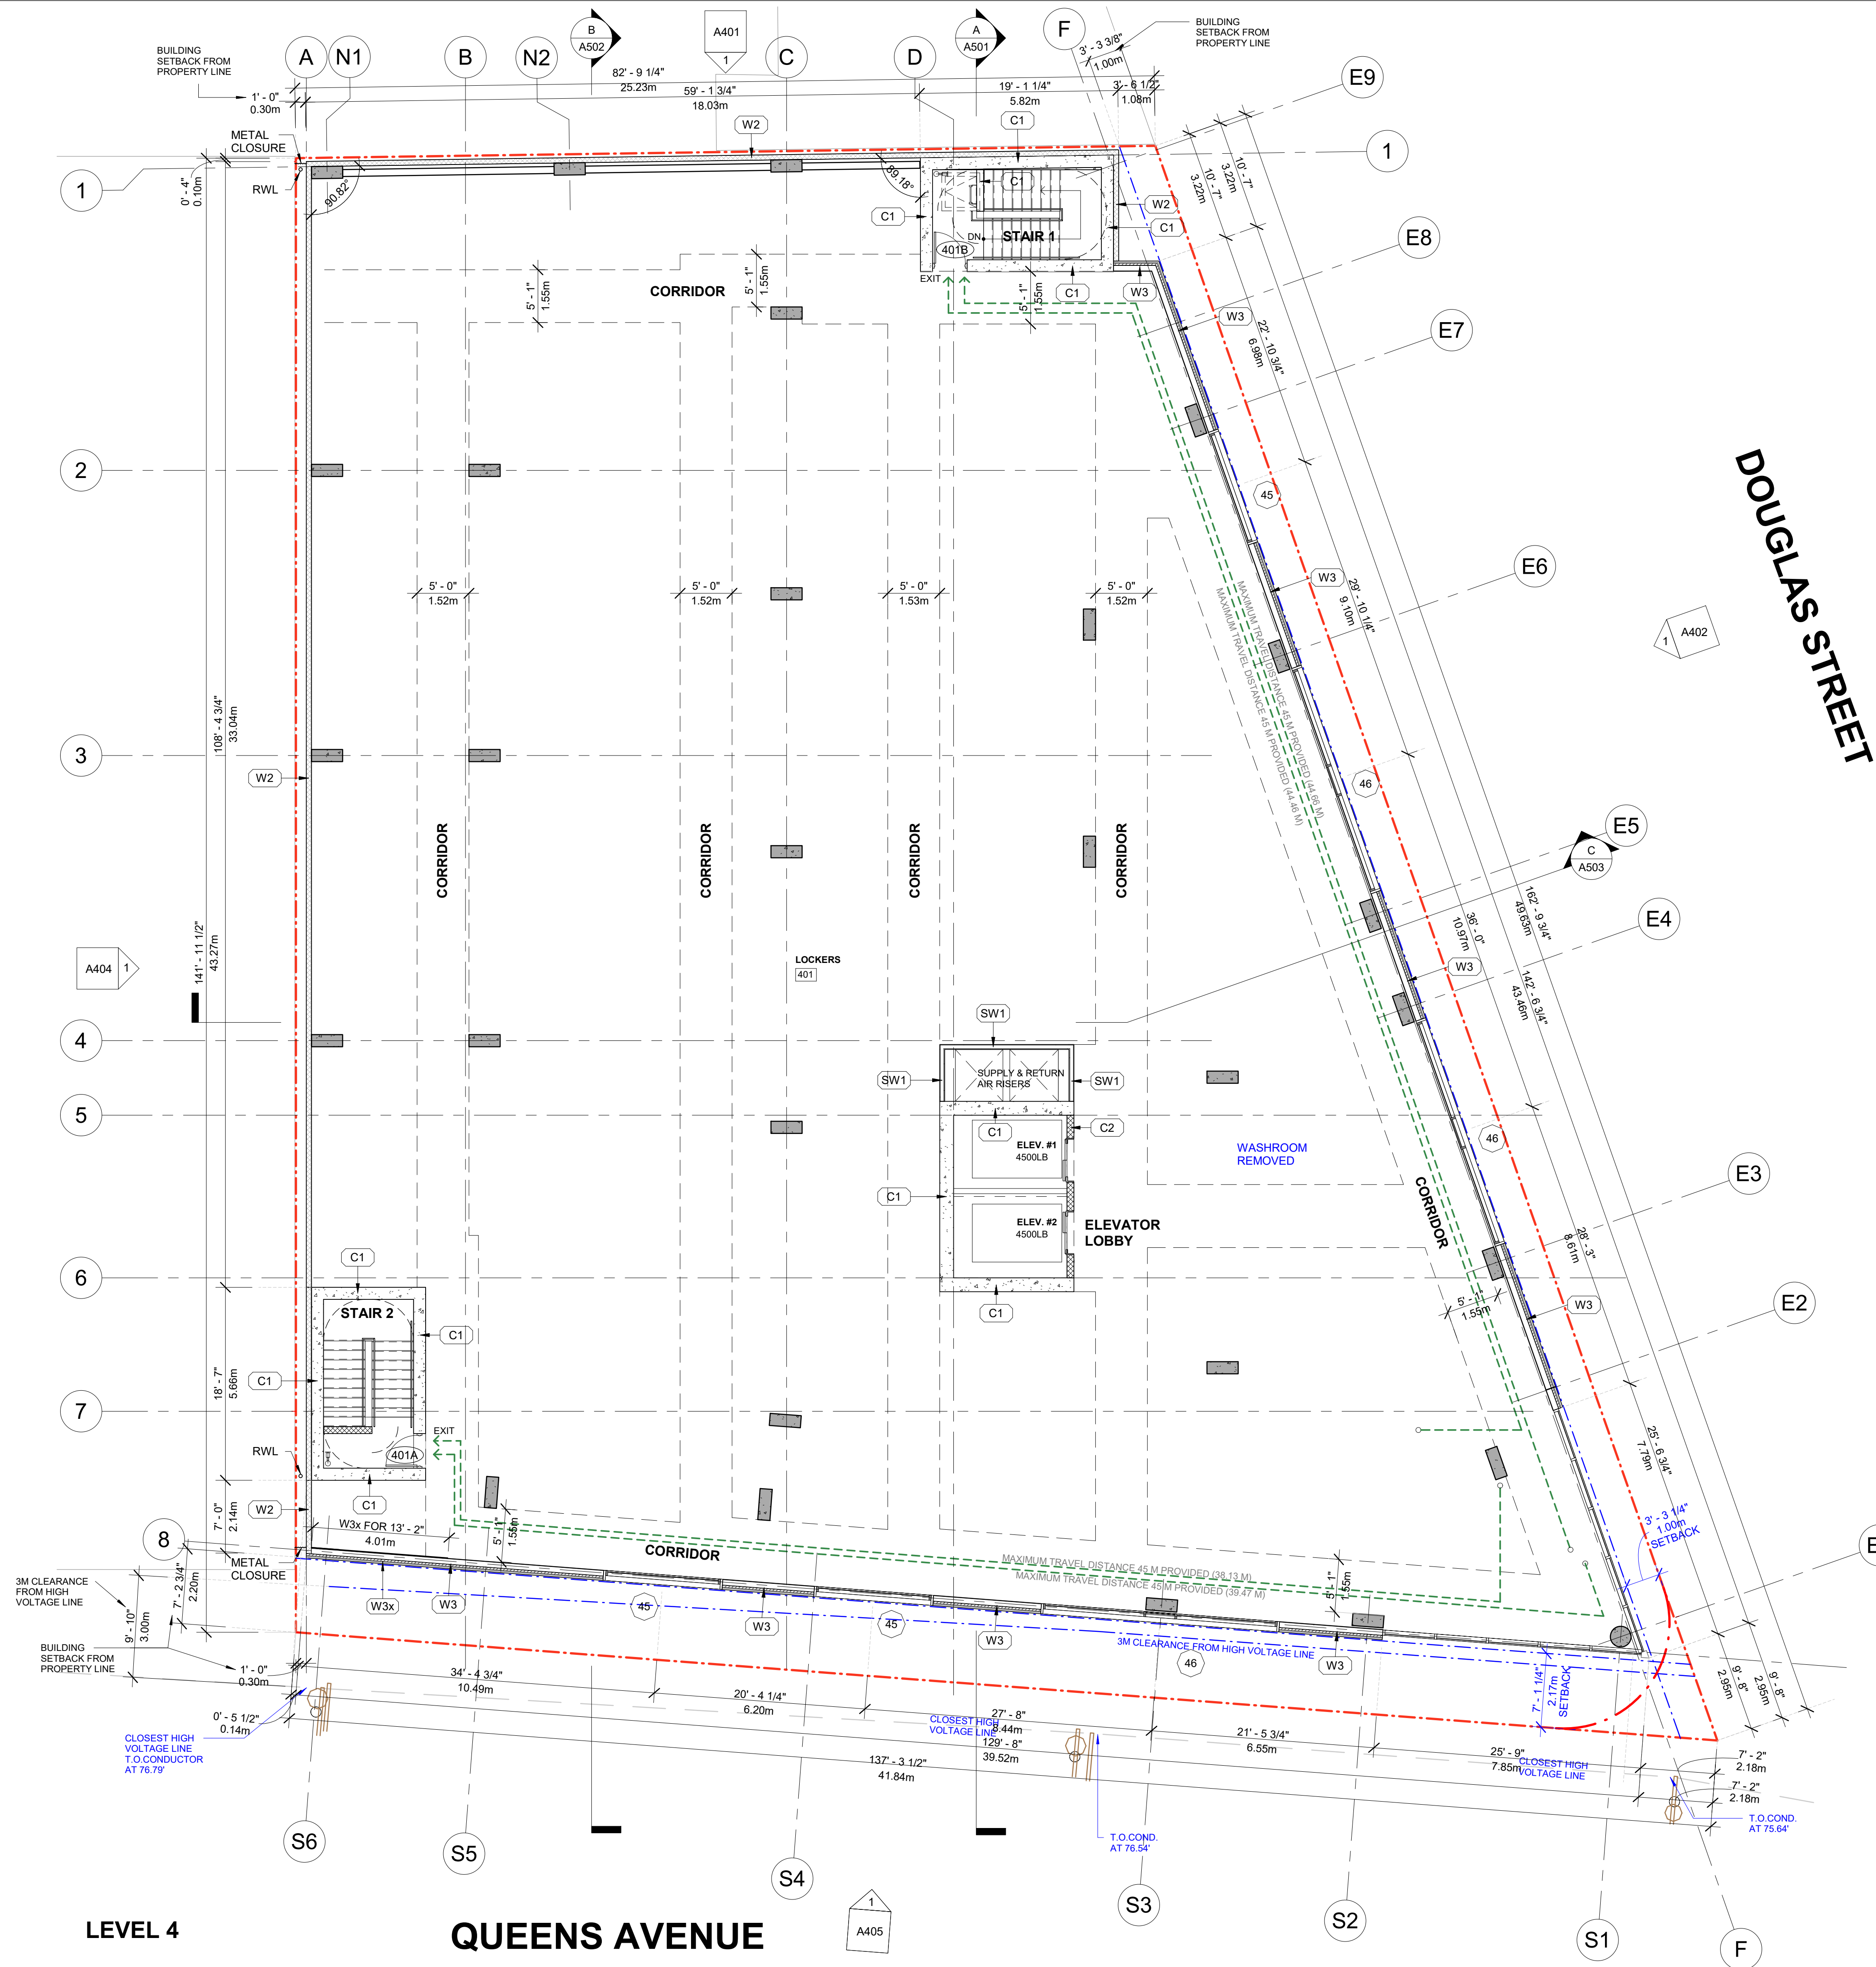 BUILDING
SETBACK FROM
PROPERTY LINE
A
N1
B
N2
B
A502
A401
1
C
D
A
A501
F
BUILDING
SETBACK FROM
PROPERTY LINE
3' - 3 3/8"
1.00m
E9
82' - 9 1/4"
25.23m
1' - 0"
0.30m
59' - 1 3/4"
18.03m
19' - 1 1/4"
5.82m
3' - 6 1/2"
1.08m
METAL
CLOSURE
W2
C1
1
1
0' - 4"
0.10m
RWL
90.82°
89.18°
C1
C1
W2
C1
DN
STAIR 1
401B
EXIT
C1
W3
10' - 7"
3.22m
10' - 7"
3.22m
E8
CORRIDOR
5' - 1"
1.55m
5' - 1"
1.55m
5' - 1"
1.55m
W3
22' - 10 3/4"
6.98m
E7
2
45
DOUGLAS STREET
5' - 0"
1.52m
5' - 0"
1.52m
5' - 0"
1.53m
5' - 0"
1.52m
W3
29' - 10 1/4"
9.10m
E6
1
A402
MAXIMUM TRAVEL DISTANCE 45 M PROVIDED (44.66 M)
MAXIMUM TRAVEL DISTANCE 45 M PROVIDED (44.46 M)
108' - 4 3/4"
33.04m
3
W2
46
CORRIDOR
CORRIDOR
CORRIDOR
CORRIDOR
E5
C
A503
141' - 11 1/2"
43.27m
A404
1
LOCKERS
401
W3
36' - 0"
10.97m
162' - 9 3/4"
49.63m
142' - 6 3/4"
43.46m
E4
4
SW1
SW1
SUPPLY & RETURN
AIR RISERS
SW1
5
C1
C2
ELEV. #1
4500LB
46
WASHROOM
REMOVED
C1
ELEV. #2
4500LB
ELEVATOR
LOBBY
CORRIDOR
E3
28' - 3"
8.61m
6
C1
STAIR 2
C1
C1
C1
5' - 1"
1.55m
W3
E2
18' - 7"
5.66m
7
EXIT
401A
RWL
C1
W2
25' - 6 3/4"
7.79m
7' - 0"
2.14m
8
W3x FOR 13' - 2"
4.01m
5' - 1"
1.55m
CORRIDOR
3' - 3 1/4"
1.00m
SETBACK
E
METAL
CLOSURE
MAXIMUM TRAVEL DISTANCE 45 M PROVIDED (38.13 M)
MAXIMUM TRAVEL DISTANCE 45 M PROVIDED (39.47 M)
5' - 1"
1.55m
3M CLEARANCE
FROM HIGH
VOLTAGE LINE
7' - 2 3/4"
2.20m
9' - 10"
3.00m
W3x
W3
45
W3
45
W3
3M CLEARANCE FROM HIGH VOLTAGE LINE
46
W3
BUILDING
SETBACK FROM
PROPERTY LINE
1' - 0"
0.30m
34' - 4 3/4"
10.49m
20' - 4 1/4"
6.20m
27' - 8"
8.44m
21' - 5 3/4"
6.55m
25' - 9"
7.85m
7' - 1 1/4"
2.17m
SETBACK
9' - 8"
2.95m
9' - 8"
2.95m
0' - 5 1/2"
0.14m
CLOSEST HIGH
VOLTAGE LINE
T.O.CONDUCTOR
AT 76.79'
CLOSEST HIGH
VOLTAGE LINE
129' - 8"
39.52m
137' - 3 1/2"
41.84m
CLOSEST HIGH
VOLTAGE LINE
7' - 2"
2.18m
7' - 2"
2.18m
T.O.COND.
AT 76.54'
T.O.COND.
AT 75.64'
S6
S5
S4
S3
S2
S1
F
LEVEL 4
QUEENS AVENUE
1
A405